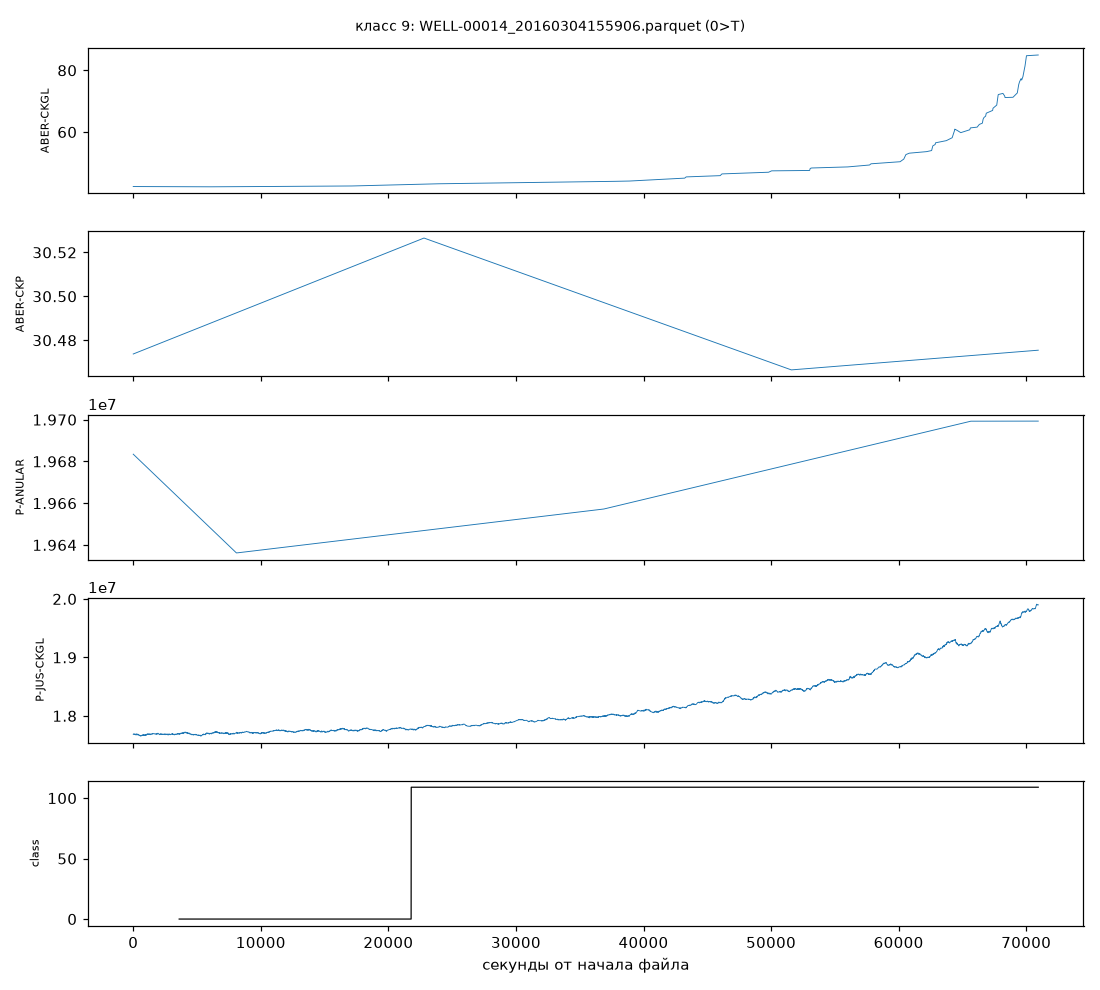 класс 9: WELL-00014_20160304155906.parquet (0>T)
80
60
ABER-CKGL
30.52
30.50
30.48
ABER-CKP
1e7
1.970
1.968
1.966
1.964
P-ANULAR
1e7
2.0
1.9
1.8
P-JUS-CKGL
100
50
0
class
0 10000 20000 30000 40000 50000 60000 70000
секунды от начала файла